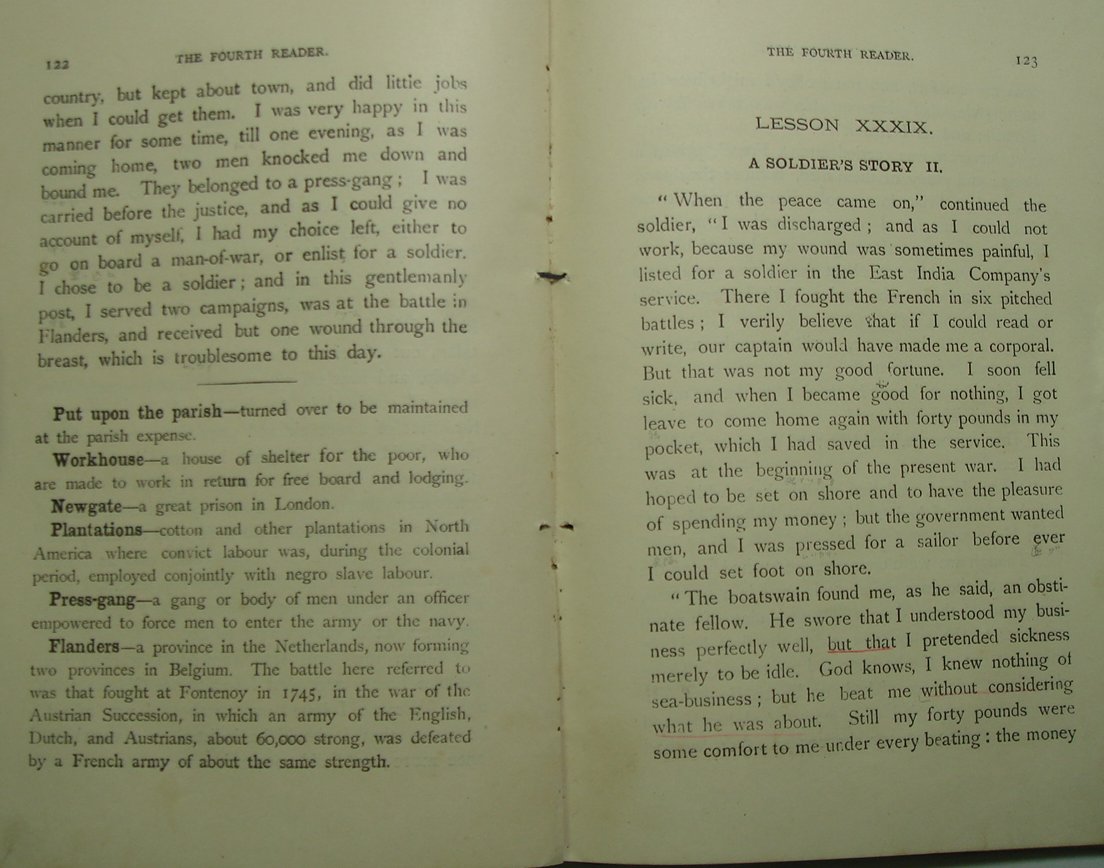 122
THE FOURTH READER.
country, but kept about town, and did little jobs
when I could get them. I was very happy in this
manner for some time, till one evening, as I was
coming home, two men knocked me down and
bound me. They belonged to a press-gang; I was
carried before the justice, and as I could give no
account of myself, I had my choice left, either to
go on board a man-of-war, or enlist for a soldier.
I chose to be a soldier; and in this gentlemanly
post, I served two campaigns, was at the battle in
Flanders, and received but one wound through the
breast, which is troublesome to this day.
Put upon the parish—turned over to be maintained
at the parish expense.
Workhouse—a house of shelter for the poor, who
are made to work in return for free board and lodging.
Newgate—a great prison in London.
Plantations—cotton and other plantations in North
America where convict labour was, during the colonial
period, employed conjointly with negro slave labour.
Press-gang—a gang or body of men under an officer
empowered to force men to enter the army or the navy.
Flanders—a province in the Netherlands, now forming
two provinces in Belgium. The battle here referred to
was that fought at Fontenoy in 1745, in the war of the
Austrian Succession, in which an army of the English,
Dutch, and Austrians, about 60,000 strong, was defeated
by a French army of about the same strength.
THE FOURTH READER.
123
LESSON XXXIX.
A SOLDIER'S STORY II.
"When the peace came on," continued the
soldier, "I was discharged; and as I could not
work, because my wound was sometimes painful, I
listed for a soldier in the East India Company's
service. There I fought the French in six pitched
battles; I verily believe that if I could read or
write, our captain would have made me a corporal.
But that was not my good fortune. I soon fell
sick, and when I became good for nothing, I got
leave to come home again with forty pounds in my
pocket, which I had saved in the service. This
was at the beginning of the present war. I had
hoped to be set on shore and to have the pleasure
of spending my money; but the government wanted
men, and I was pressed for a sailor before ever
I could set foot on shore.
"The boatswain found me, as he said, an obsti-
nate fellow. He swore that I understood my busi-
ness perfectly well, but that I pretended sickness
merely to be idle. God knows, I knew nothing of
sea-business; but he beat me without considering
what he was about. Still my forty pounds were
some comfort to me under every beating: the money